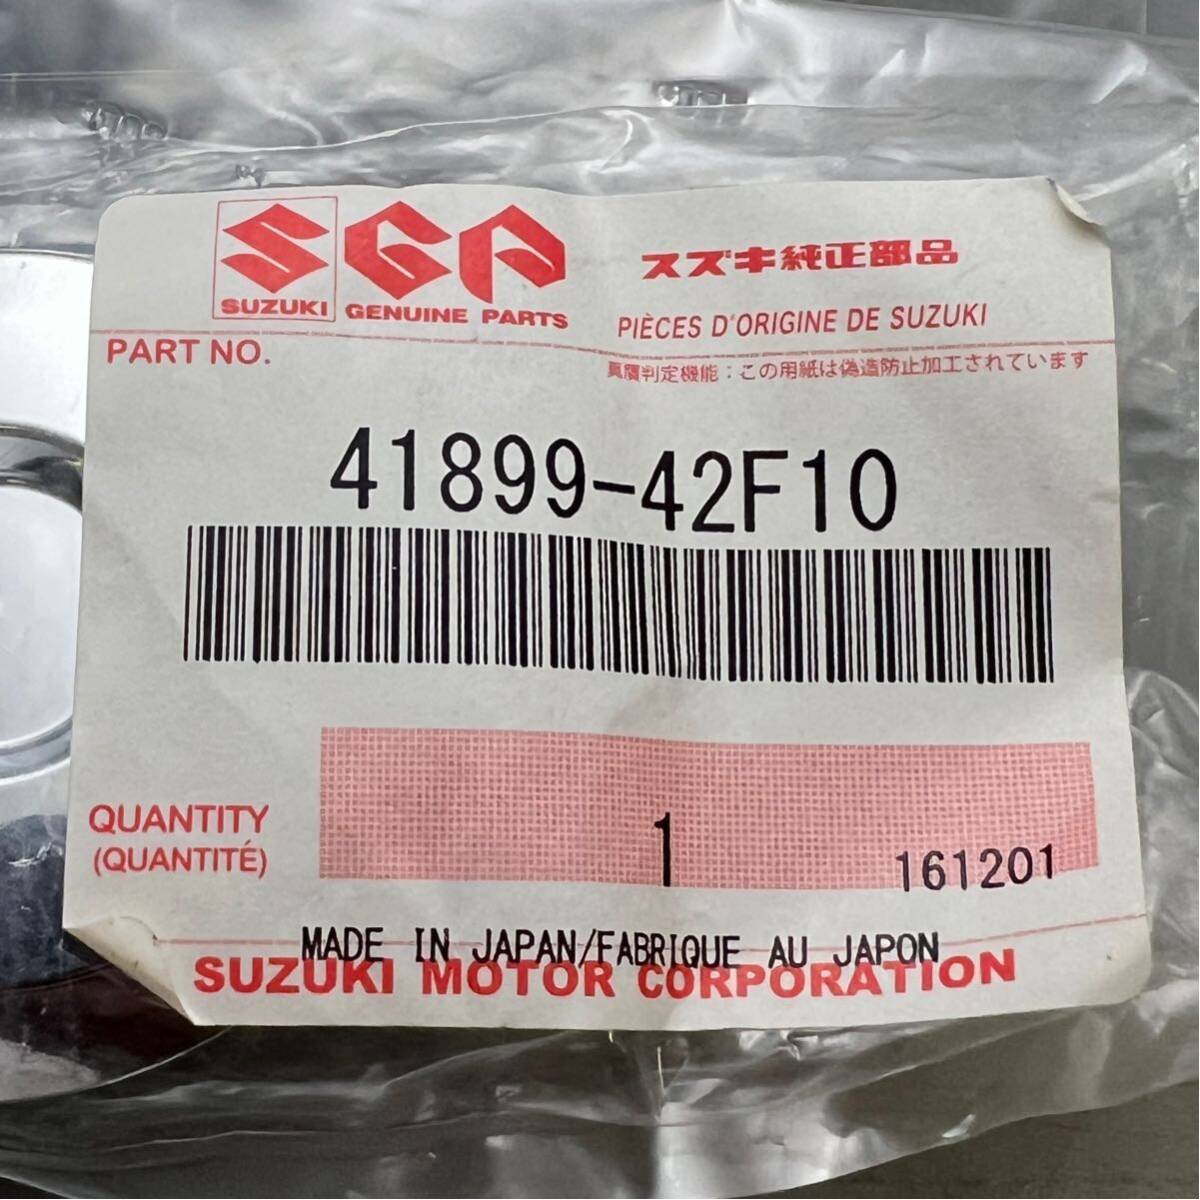 SUZUKI
SGP
GENUINE PARTS
スズキ純正部品
PIÈCES D'ORIGINE DE SUZUKI
PART NO.
真贋判定機能：この用紙は偽造防止加工されています
41899-42F10
QUANTITY
(QUANTITÉ)
1
161201
MADE IN JAPAN/FABRIQUE AU JAPON
SUZUKI MOTOR CORPORATION